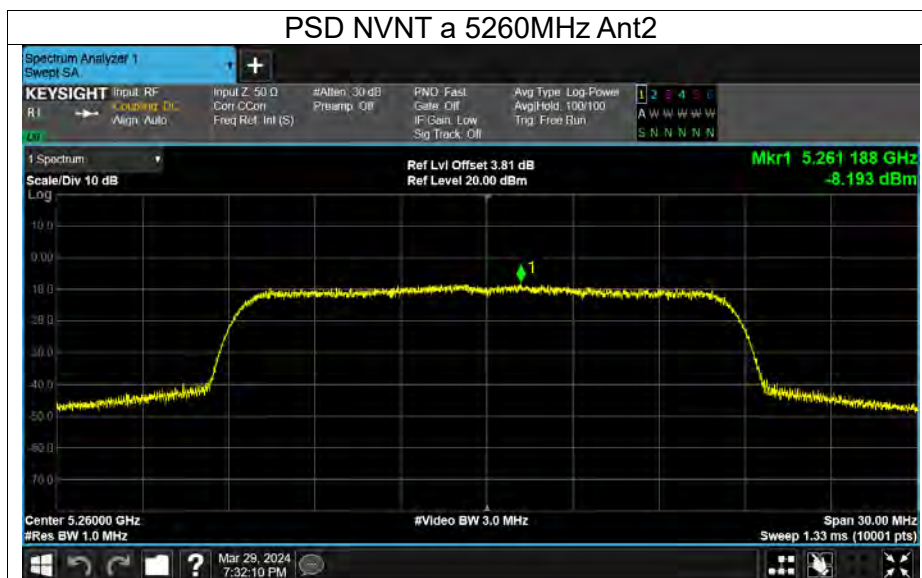 PSD NVNT a 5260MHz Ant2
Spectrum Analyzer 1
Swept SA
KEYSIGHT Input: RF
Coupling: DC
Align: Auto
Input Z: 50 Ω
Corr CCorr
Freq Ref: Int (S)
#Atten: 30 dB
Preamp: Off
PNO: Fast
Gate: Off
IF Gain: Low
Sig Track: Off
Avg Type: Log-Power
Avg|Hold: 100/100
Trig: Free Run
1 2 3 4 5 6
A W W W W W
S N N N N N
1 Spectrum
Scale/Div 10 dB
Ref Lvl Offset 3.81 dB
Ref Level 20.00 dBm
Mkr1 5.261 188 GHz
-8.193 dBm
Log
10.0
0.00
-10.0
-20.0
-30.0
-40.0
-50.0
-60.0
-70.0
1
Center 5.26000 GHz
#Res BW 1.0 MHz
#Video BW 3.0 MHz
Span 30.00 MHz
Sweep 1.33 ms (10001 pts)
?
Mar 29, 2024
7:32:10 PM